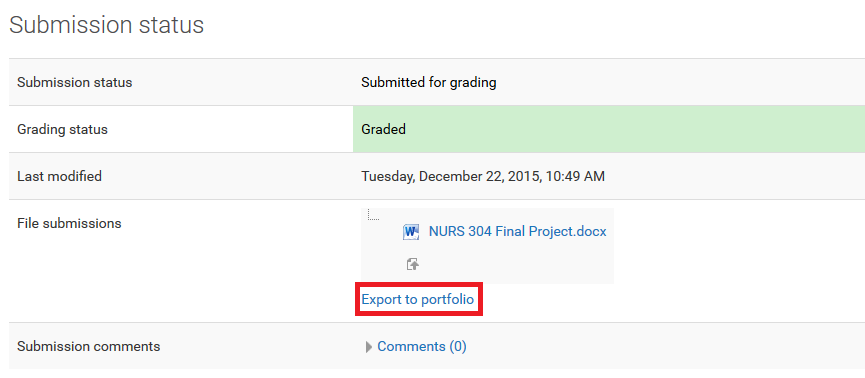 Submission status
Submission status Submitted for grading
Grading status Graded
Last modified Tuesday, December 22, 2015, 10:49 AM
File submissions
NURS 304 Final Project.docx
Export to portfolio
Submission comments Comments (0)